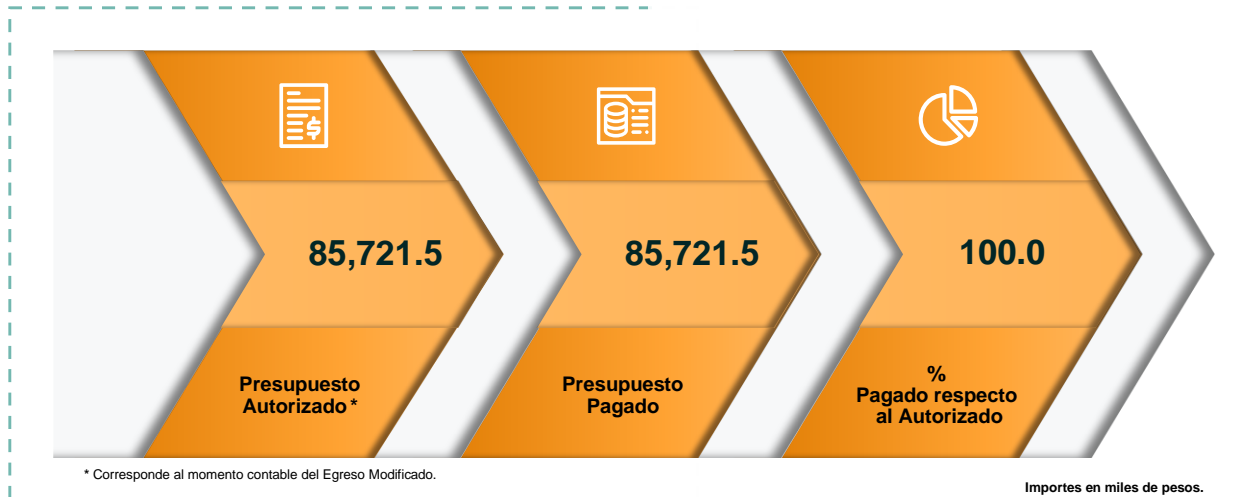 85,721.5
85,721.5
100.0
Presupuesto
Autorizado *
Presupuesto
Pagado
%
Pagado respecto
al Autorizado
* Corresponde al momento contable del Egreso Modificado.
Importes en miles de pesos.